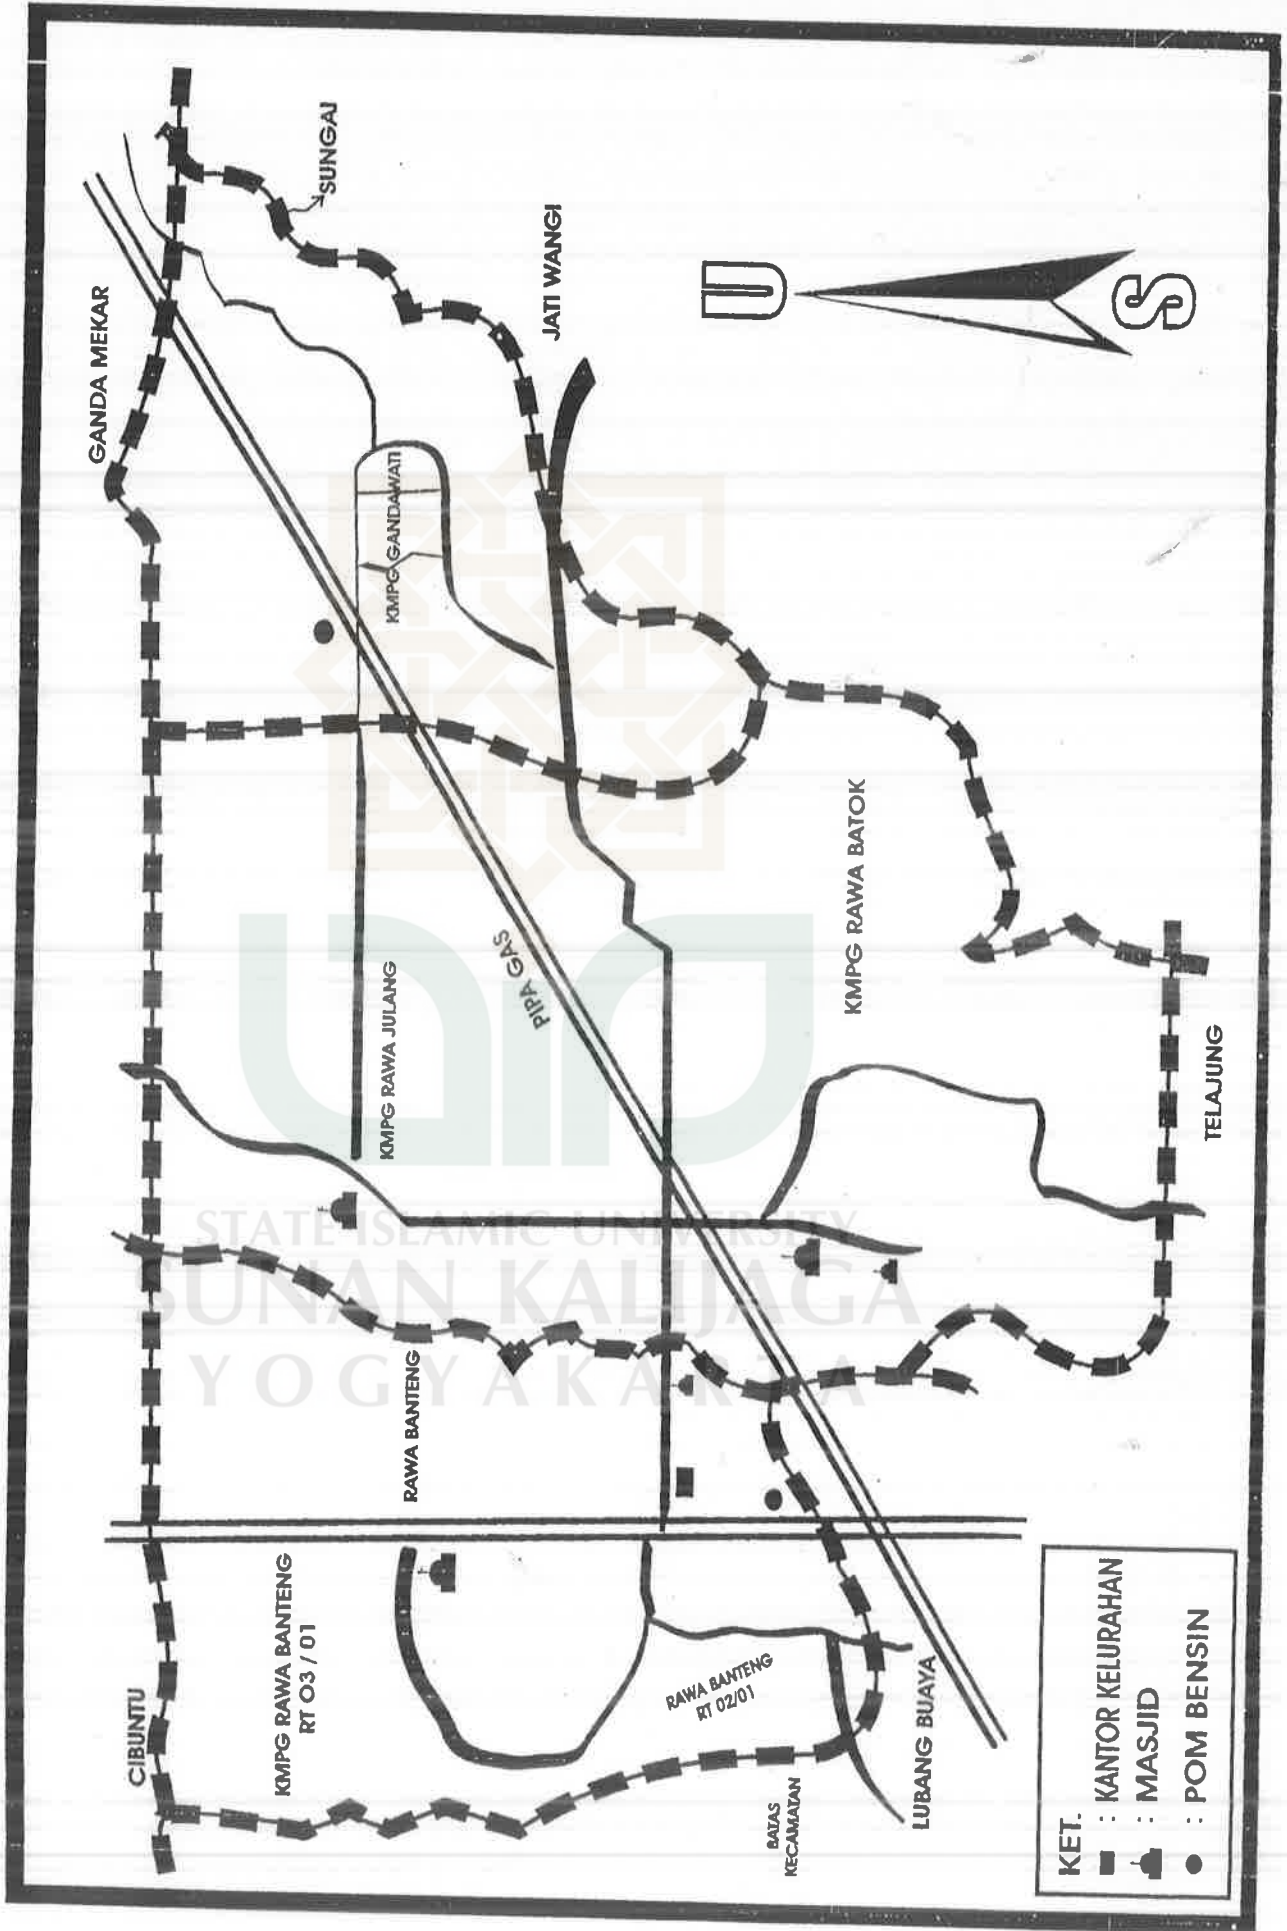 CIBUNTU
GANDA MEKAR
SUNGAI
JATI WANGI
KMPG GANDAWATI
KMPG RAWA BANTENG
RT 03 / 01
RAWA BANTENG
KMPG RAWA JULANG
PIPA GAS
RAWA BANTENG
RT 02/01
KMPG RAWA BATOK
BATAS
KECAMATAN
LUBANG BUAYA
TELAJUNG
U
S
KET.
: KANTOR KELURAHAN
: MASJID
: POM BENSIN
STATE ISLAMIC UNIVERSITY
SUNAN KALIJAGA
YOGYAKARTA